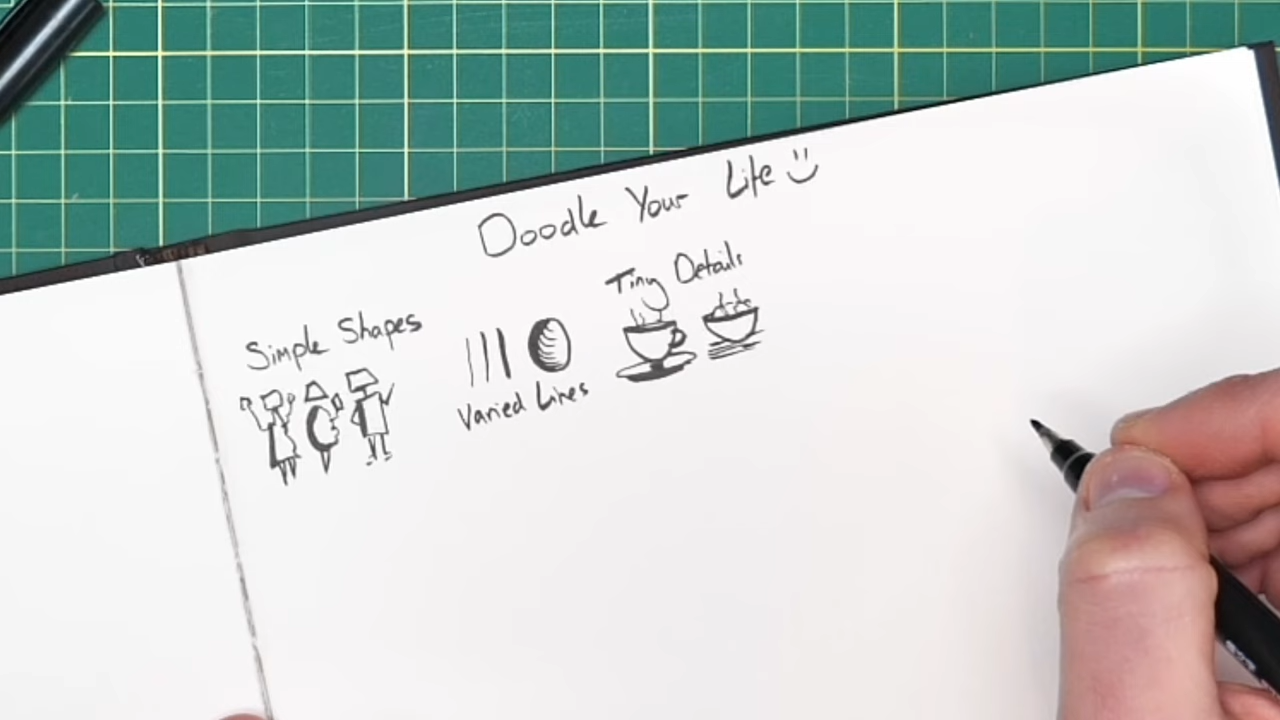 Doodle Your Life :)
Tiny Details
Simple Shapes
Varied Lines